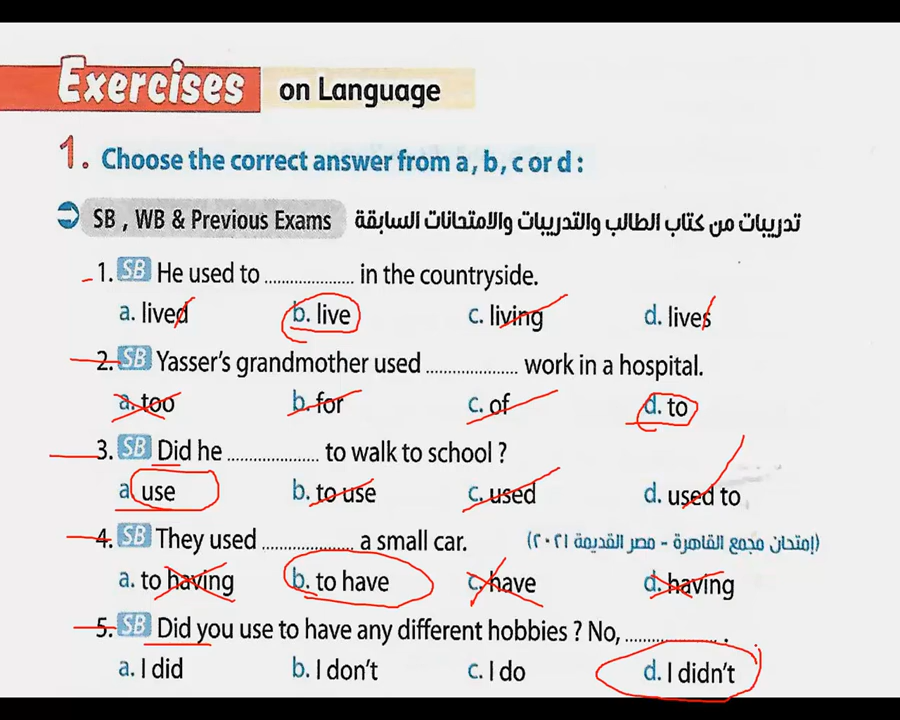 Exercises on Language
1. Choose the correct answer from a, b, c or d :
SB , WB & Previous Exams تدريبات من كتاب الطالب والتدريبات والامتحانات السابقة
1. SB He used to .................... in the countryside.
a. lived b. live c. living d. lives
2. SB Yasser's grandmother used .................... work in a hospital.
a. too b. for c. of d. to
3. SB Did he .................... to walk to school ?
a. use b. to use c. used d. used to
4. SB They used .................... a small car. (إمتحان مجمع القاهرة - مصر القديمة ٢٠٢١)
a. to having b. to have c. have d. having
5. SB Did you use to have any different hobbies ? No, .................... .
a. I did b. I don't c. I do d. I didn't